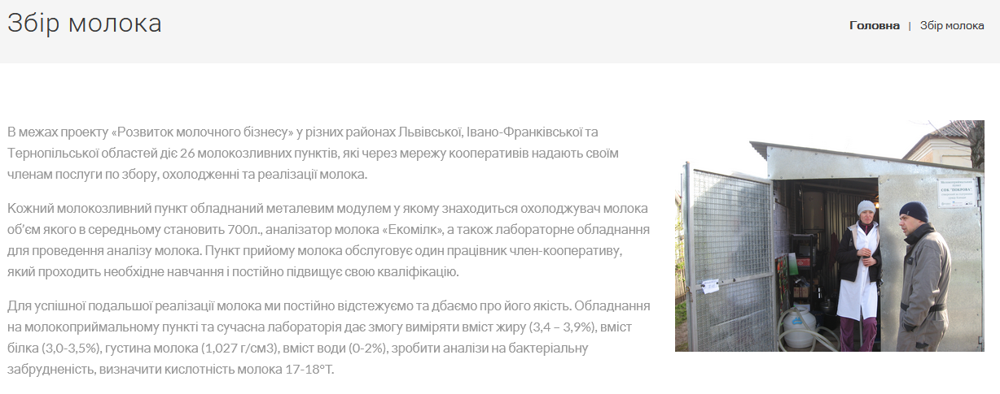 Збір молока
Головна | Збір молока
В межах проекту «Розвиток молочного бізнесу» у різних районах Львівської, Івано-Франківської та
Тернопільської областей діє 26 молокозливних пунктів, які через мережу кооперативів надають своїм
членам послуги по збору, охолодженні та реалізації молока.
Кожний молокозливний пункт обладнаний металевим модулем у якому знаходиться охолоджувач молока
об'єм якого в середньому становить 700л., аналізатор молока «Екомілк», а також лабораторне обладнання
для проведення аналізу молока. Пункт прийому молока обслуговує один працівник член-кооперативу,
який проходить необхідне навчання і постійно підвищує свою кваліфікацію.
Для успішної подальшої реалізації молока ми постійно відстежуємо та дбаємо про його якість. Обладнання
на молокоприймальному пункті та сучасна лабораторія дає змогу виміряти вміст жиру (3,4 – 3,9%), вміст
білка (3,0-3,5%), густина молока (1,027 г/см3), вміст води (0-2%), зробити аналізи на бактеріальну
забрудненість, визначити кислотність молока 17-18°Т.
СОК "ПОКРОВА"